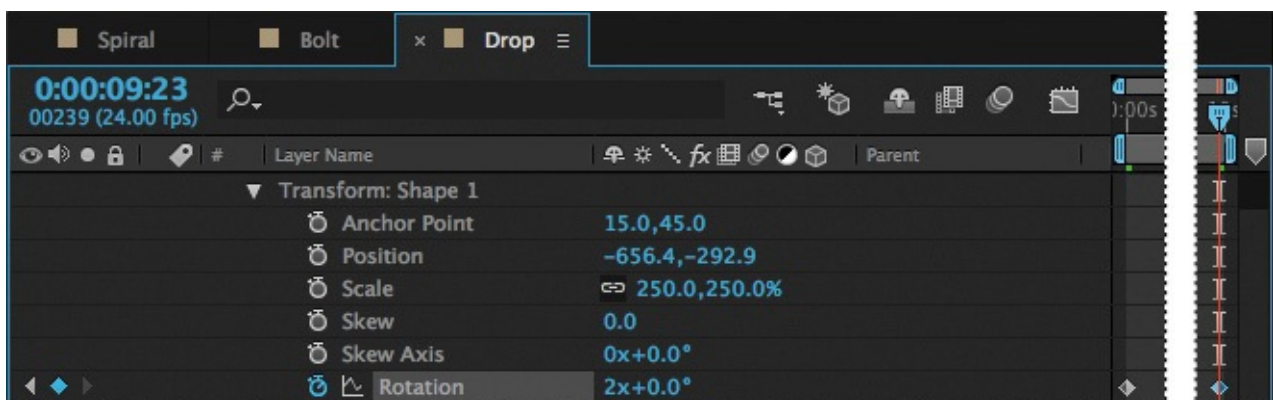 Spiral Bolt × Drop ≡
0:00:09:23
00239 (24.00 fps)
):00s s
# Layer Name fx Parent
Transform: Shape 1
Anchor Point 15.0,45.0
Position -656.4,-292.9
Scale 250.0,250.0%
Skew 0.0
Skew Axis 0x+0.0°
Rotation 2x+0.0°